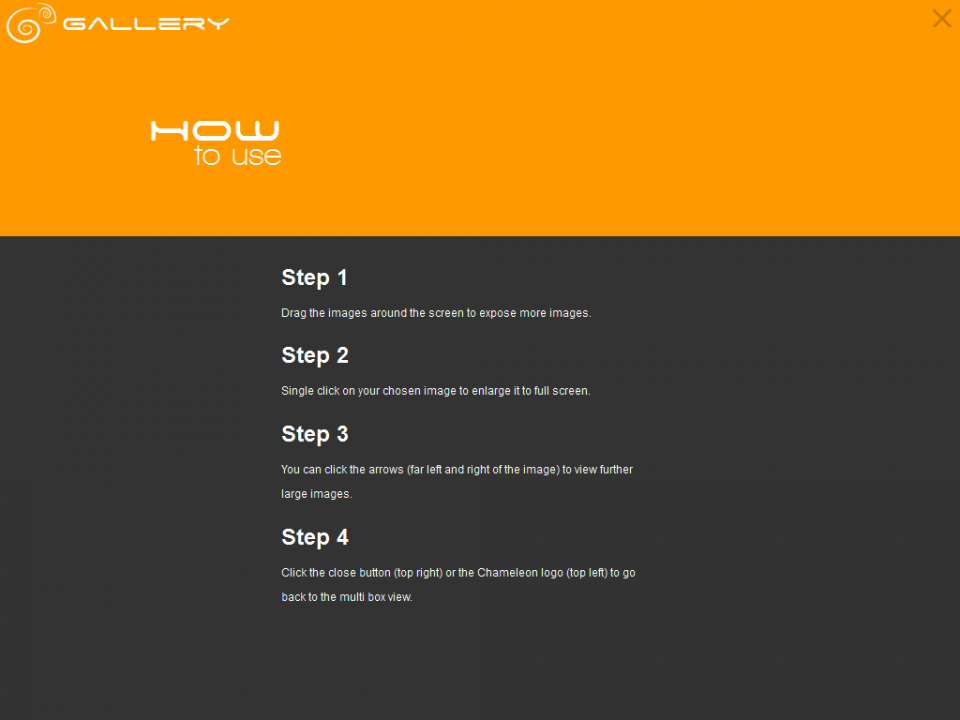 GALLERY
HOW
to use
Step 1
Drag the images around the screen to expose more images.
Step 2
Single click on your chosen image to enlarge it to full screen.
Step 3
You can click the arrows (far left and right of the image) to view further
large images.
Step 4
Click the close button (top right) or the Chameleon logo (top left) to go
back to the multi box view.